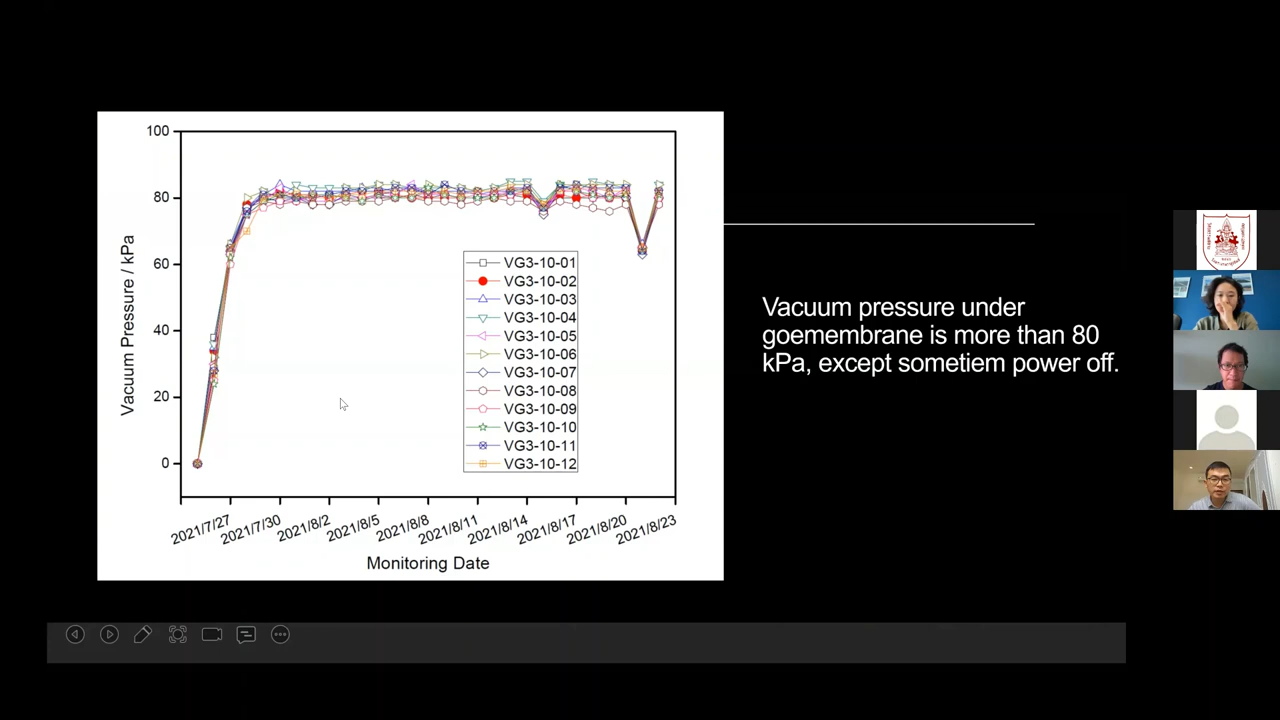 100
80
60
40
20
0
Vacuum Pressure / kPa
VG3-10-01
VG3-10-02
VG3-10-03
VG3-10-04
VG3-10-05
VG3-10-06
VG3-10-07
VG3-10-08
VG3-10-09
VG3-10-10
VG3-10-11
VG3-10-12
2021/7/27
2021/7/30
2021/8/2
2021/8/5
2021/8/8
2021/8/11
2021/8/14
2021/8/17
2021/8/20
2021/8/23
Monitoring Date
Vacuum pressure under
goemembrane is more than 80
kPa, except sometiem power off.